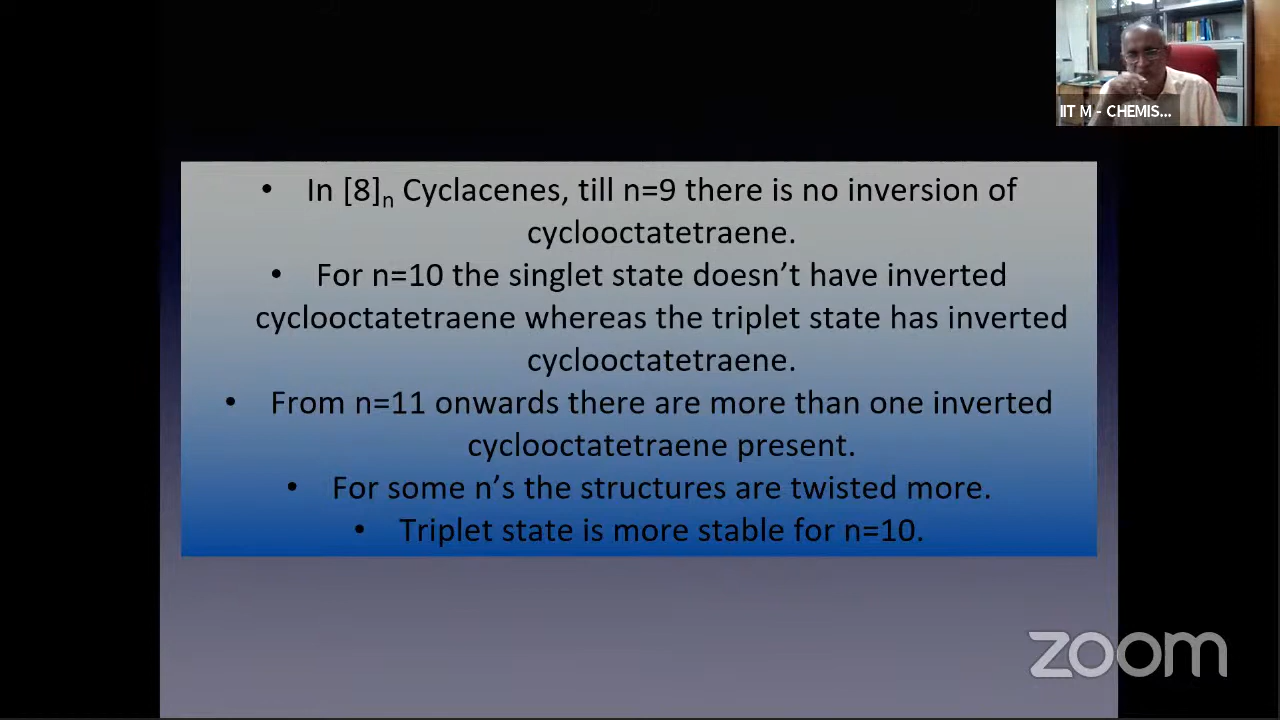 IIT M - CHEMIS...
• In [8]n Cyclacenes, till n=9 there is no inversion of
cyclooctatetraene.
• For n=10 the singlet state doesn’t have inverted
cyclooctatetraene whereas the triplet state has inverted
cyclooctatetraene.
• From n=11 onwards there are more than one inverted
cyclooctatetraene present.
• For some n’s the structures are twisted more.
• Triplet state is more stable for n=10.
zoom